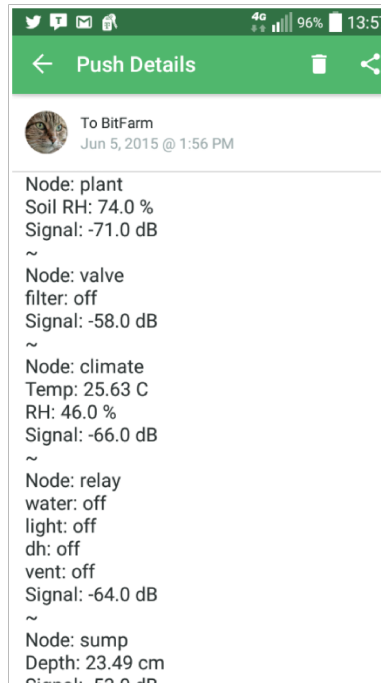 4G 96% 13:57
Push Details
To BitFarm
Jun 5, 2015 @ 1:56 PM
Node: plant
Soil RH: 74.0 %
Signal: -71.0 dB
~
Node: valve
filter: off
Signal: -58.0 dB
~
Node: climate
Temp: 25.63 C
RH: 46.0 %
Signal: -66.0 dB
~
Node: relay
water: off
light: off
dh: off
vent: off
Signal: -64.0 dB
~
Node: sump
Depth: 23.49 cm